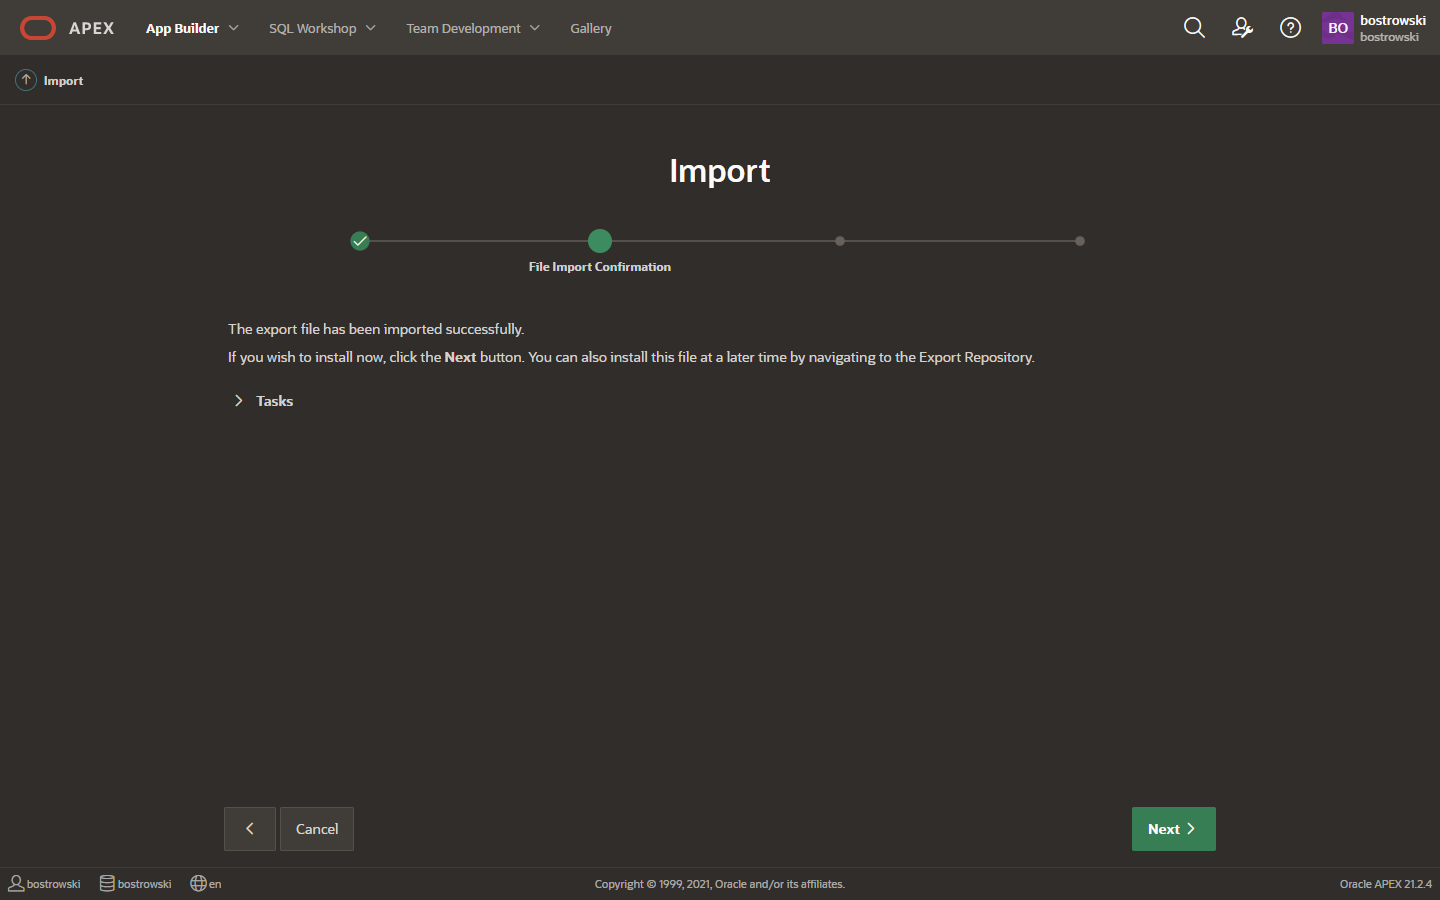 APEX
App Builder
SQL Workshop
Team Development
Gallery
BO
bostrowski
bostrowski
Import
Import
File Import Confirmation
The export file has been imported successfully.
If you wish to install now, click the Next button. You can also install this file at a later time by navigating to the Export Repository.
Tasks
Cancel
Next
bostrowski
bostrowski
en
Copyright © 1999, 2021, Oracle and/or its affiliates.
Oracle APEX 21.2.4